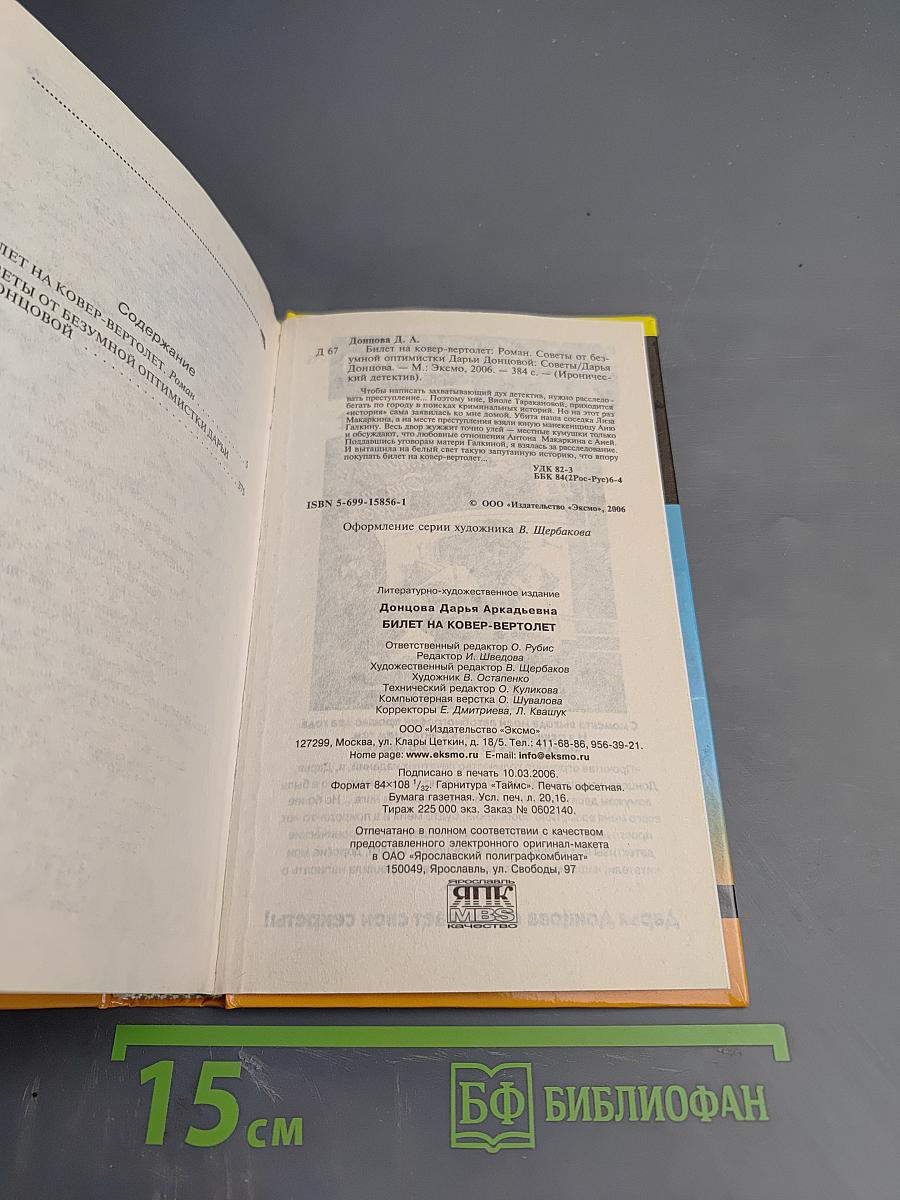 Содержание
ЛЕТ НА КОВЕР-ВЕРТОЛЕТ. Роман . . . . 5
ЕТЫ ОТ БЕЗУМНОЙ ОПТИМИСТКИ ДАРЬИ
ОНЦОВОЙ . . . . . . . . . . . . 375
Донцова Д. А.
Д 67 Билет на ковер-вертолет: Роман. Советы от без-
умной оптимистки Дарьи Донцовой: Советы/Дарья
Донцова. — М.: Эксмо, 2006. — 384 с. — (Ирониче-
ский детектив).
Чтобы написать захватывающий дух детектив, нужно расследо-
вать преступление... Поэтому мне, Виоле Таракановой, приходится
бегать по городу в поисках криминальных историй. Но на этот раз
«история» сама заявилась ко мне домой. Убита наша соседка Лиза
Макаркина, а на месте преступления взяли юную манекенщицу Аню
Галкину. Весь двор жужжит точно улей — местные кумушки только
и обсуждают, что любовные отношения Антона Макаркина с Аней.
Поддавшись уговорам матери Галкиной, я взялась за расследование.
И вытащила на белый свет такую запутанную историю, что впору
покупать билет на ковер-вертолет...
УДК 82-3
ББК 84(2Рос-Рус)6-4
ISBN 5-699-15856-1 © ООО «Издательство «Эксмо», 2006
Оформление серии художника В. Щербакова
Литературно-художественное издание
Донцова Дарья Аркадьевна
БИЛЕТ НА КОВЕР-ВЕРТОЛЕТ
Ответственный редактор О. Рубис
Редактор И. Шведова
Художественный редактор В. Щербаков
Художник В. Остапенко
Технический редактор О. Куликова
Компьютерная верстка О. Шувалова
Корректоры Е. Дмитриева, Л. Квашук
ООО «Издательство «Эксмо»
127299, Москва, ул. Клары Цеткин, д. 18/5. Тел.: 411-68-86, 956-39-21.
Home page: www.eksmo.ru E-mail: info@eksmo.ru
Подписано в печать 10.03.2006.
Формат 84×108 1/32. Гарнитура «Таймс». Печать офсетная.
Бумага газетная. Усл. печ. л. 20,16.
Тираж 225 000 экз. Заказ № 0602140.
Отпечатано в полном соответствии с качеством
предоставленного электронного оригинал-макета
в ОАО «Ярославский полиграфкомбинат»
150049, Ярославль, ул. Свободы, 97
ЯРОСЛАВЛЬ
ЯПК
MBS
качество
15 см
БФ БИБЛИОФАН